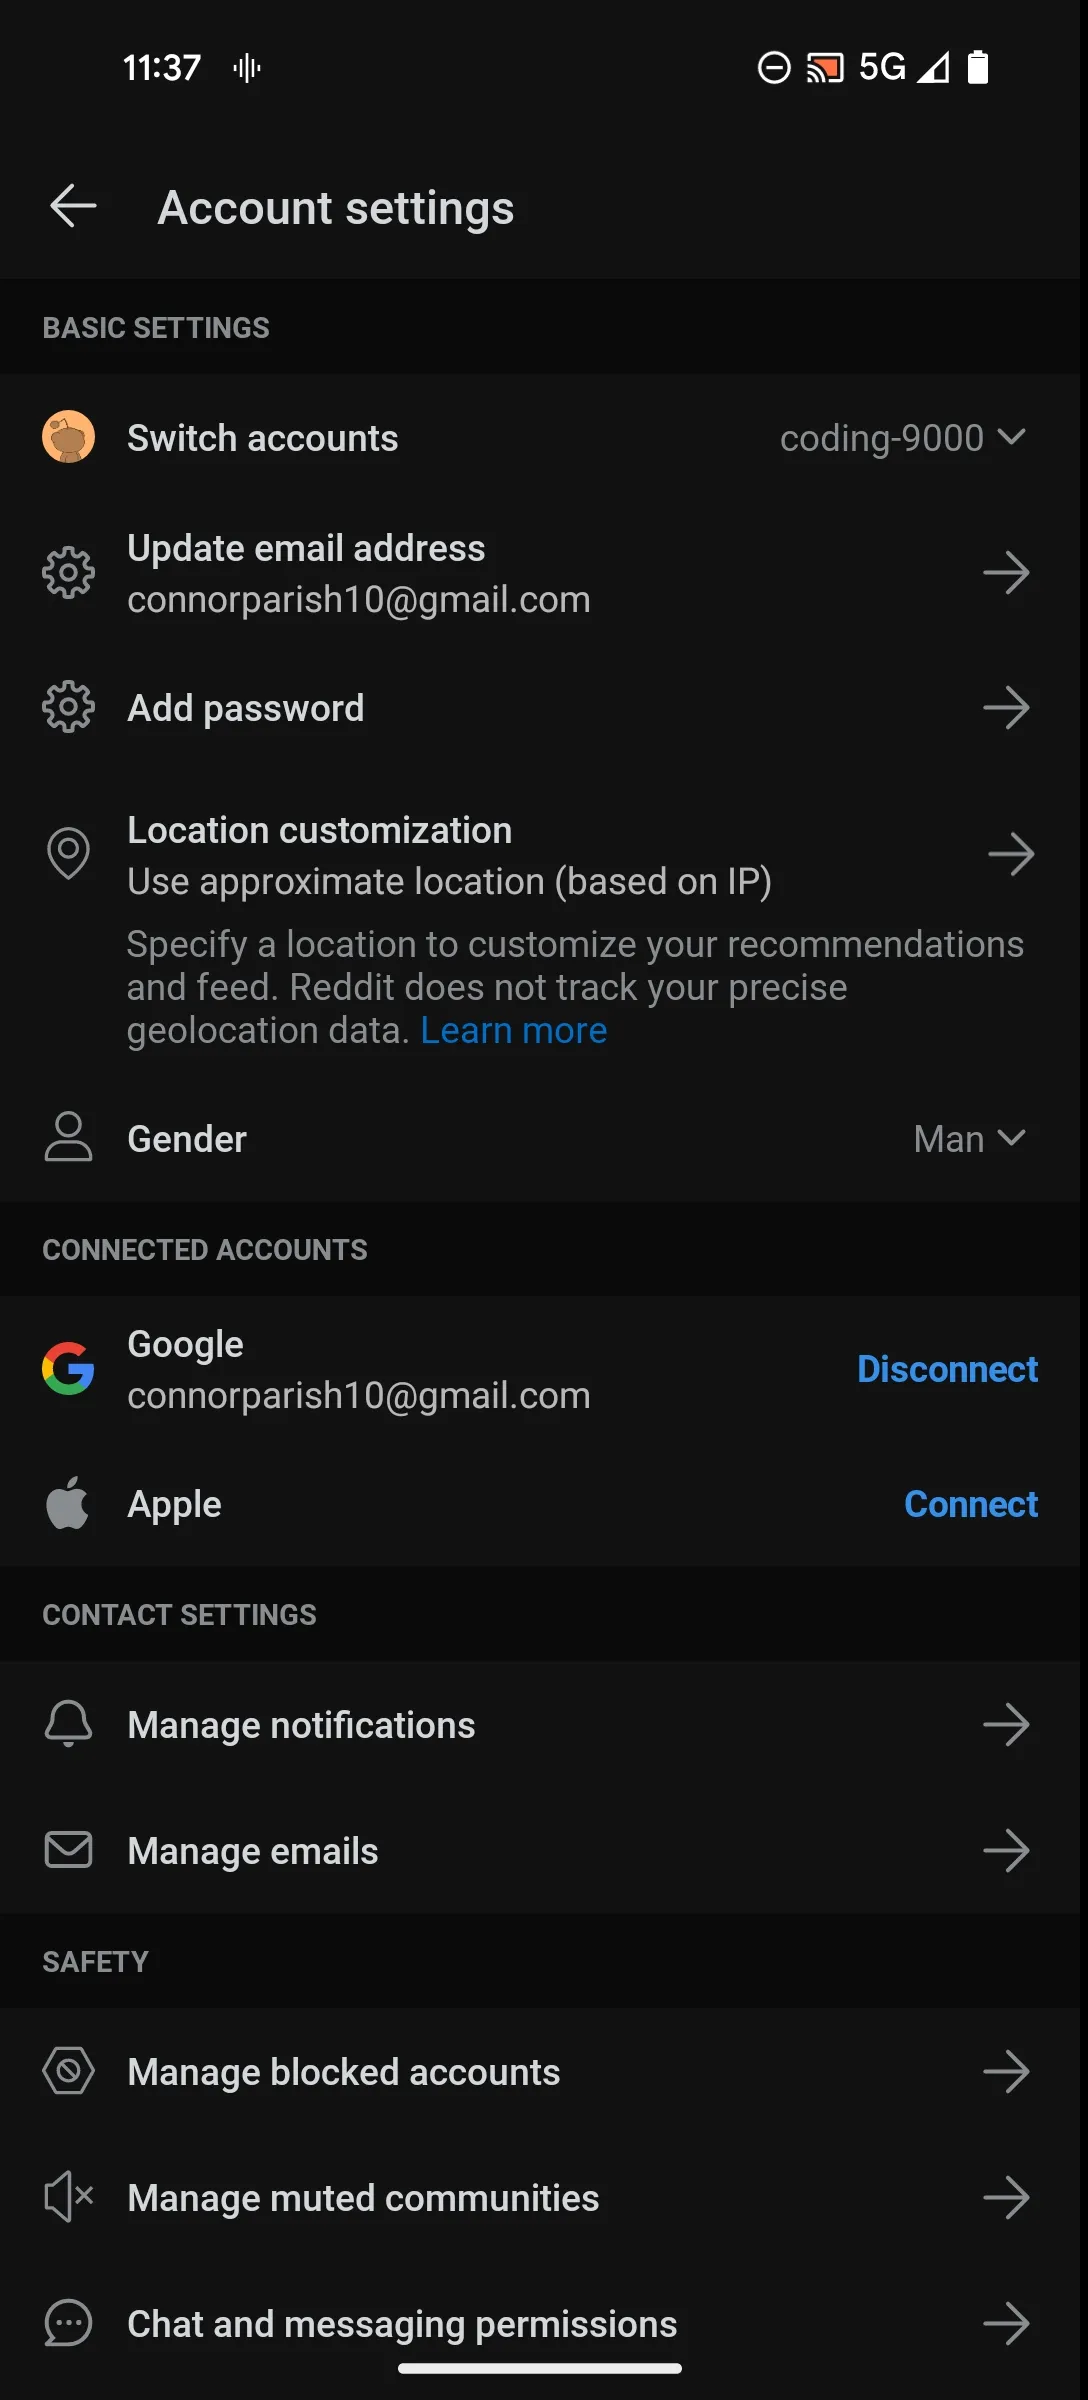 11:37
5G
Account settings
BASIC SETTINGS
Switch accounts
coding-9000
Update email address
connorparish10@gmail.com
Add password
Location customization
Use approximate location (based on IP)
Specify a location to customize your recommendations
and feed. Reddit does not track your precise
geolocation data. Learn more
Gender
Man
CONNECTED ACCOUNTS
Google
connorparish10@gmail.com
Disconnect
Apple
Connect
CONTACT SETTINGS
Manage notifications
Manage emails
SAFETY
Manage blocked accounts
Manage muted communities
Chat and messaging permissions